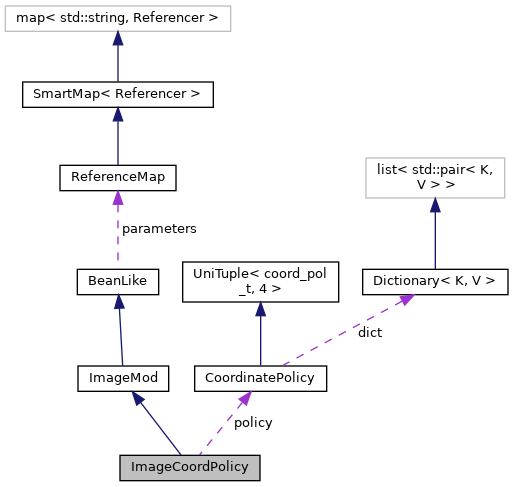 map< std::string, Referencer >
SmartMap< Referencer >
list< std::pair< K,
V > >
ReferenceMap
parameters
UniTuple< coord_pol
_t, 4 >
BeanLike
Dictionary< K, V >
dict
ImageMod
CoordinatePolicy
policy
ImageCoordPolicy